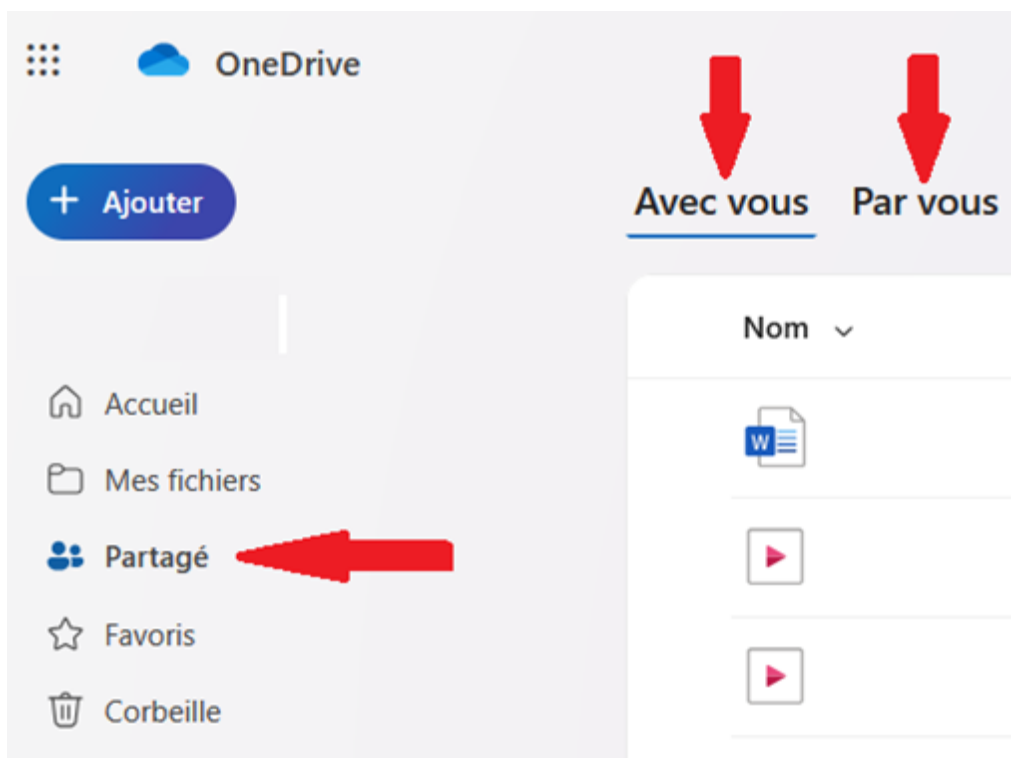 OneDrive
Ajouter
Avec vous
Par vous
Nom
Accueil
Mes fichiers
Partagé
Favoris
Corbeille
W